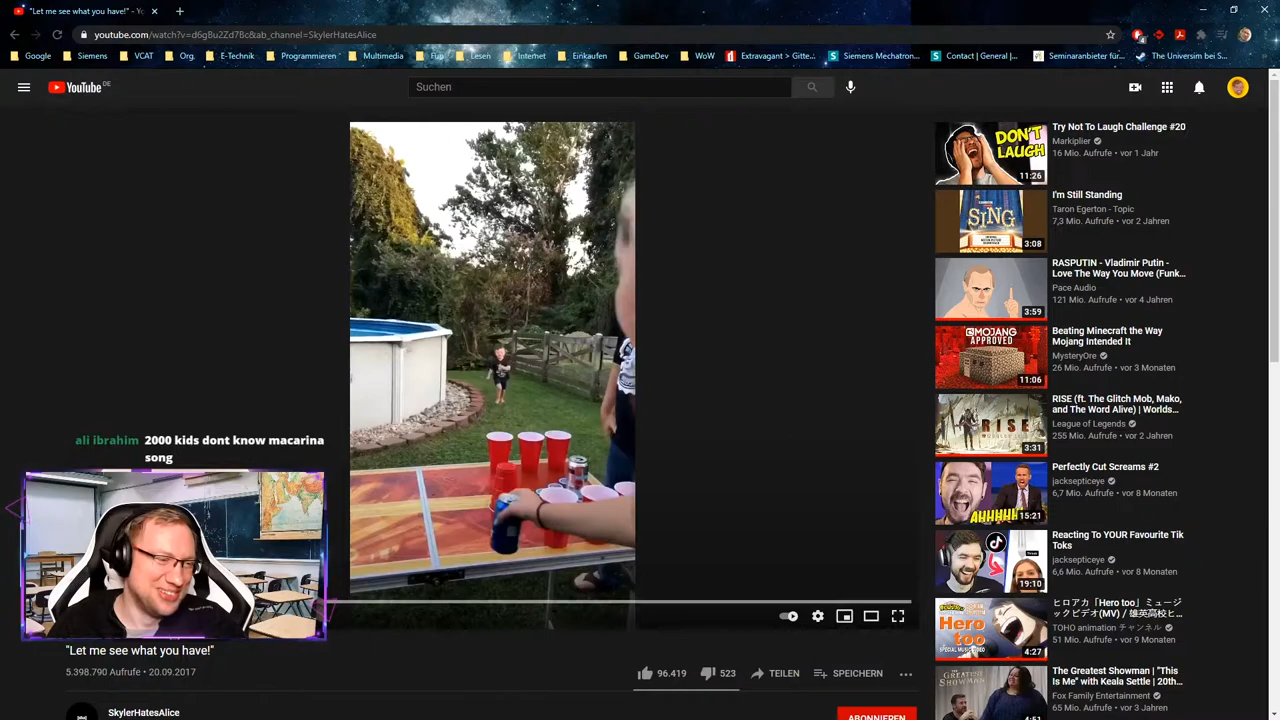 "Let me see what you have!" - Yo
youtube.com/watch?v=d6gBu2Zd7Bc&ab_channel=SkylerHatesAlice
Google
Siemens
VCAT
Org.
E-Technik
Programmieren
Multimedia
Lesen
Internet
Einkaufen
GameDev
WoW
Extravagant > Gitte...
Siemens Mechatron...
Contact | General |...
Seminaranbieter für...
The Universim bei S...
YouTube DE
Suchen
ali ibrahim 2000 kids dont know macarina
song
"Let me see what you have!"
5.398.790 Aufrufe • 20.09.2017
96.419
523
TEILEN
SPEICHERN
...
SkylerHatesAlice
ABONNIEREN
DON'T
LAUGH
11:26
Try Not To Laugh Challenge #20
Markiplier
16 Mio. Aufrufe • vor 1 Jahr
SING
3:08
I'm Still Standing
Taron Egerton - Topic
7,3 Mio. Aufrufe • vor 2 Jahren
3:59
RASPUTIN - Vladimir Putin -
Love The Way You Move (Funk...
Pace Audio
121 Mio. Aufrufe • vor 4 Jahren
MOJANG
APPROVED
11:06
Beating Minecraft the Way
Mojang Intended It
MysteryOre
26 Mio. Aufrufe • vor 3 Monaten
RISE
3:31
RISE (ft. The Glitch Mob, Mako,
and The Word Alive) | Worlds...
League of Legends
255 Mio. Aufrufe • vor 2 Jahren
AHHHHH
15:21
Perfectly Cut Screams #2
jacksepticeye
6,7 Mio. Aufrufe • vor 8 Monaten
19:10
Reacting To YOUR Favourite Tik
Toks
jacksepticeye
6,6 Mio. Aufrufe • vor 8 Monaten
Hero
too
4:27
ヒロアカ「Hero too」ミュージ
ックビデオ(MV) / 雄英高校ヒ...
TOHO animation チャンネル
51 Mio. Aufrufe • vor 9 Monaten
THE GREATEST
SHOWMAN
The Greatest Showman | "This
Is Me" with Keala Settle | 20th...
Fox Family Entertainment
65 Mio. Aufrufe • vor 3 Jahren